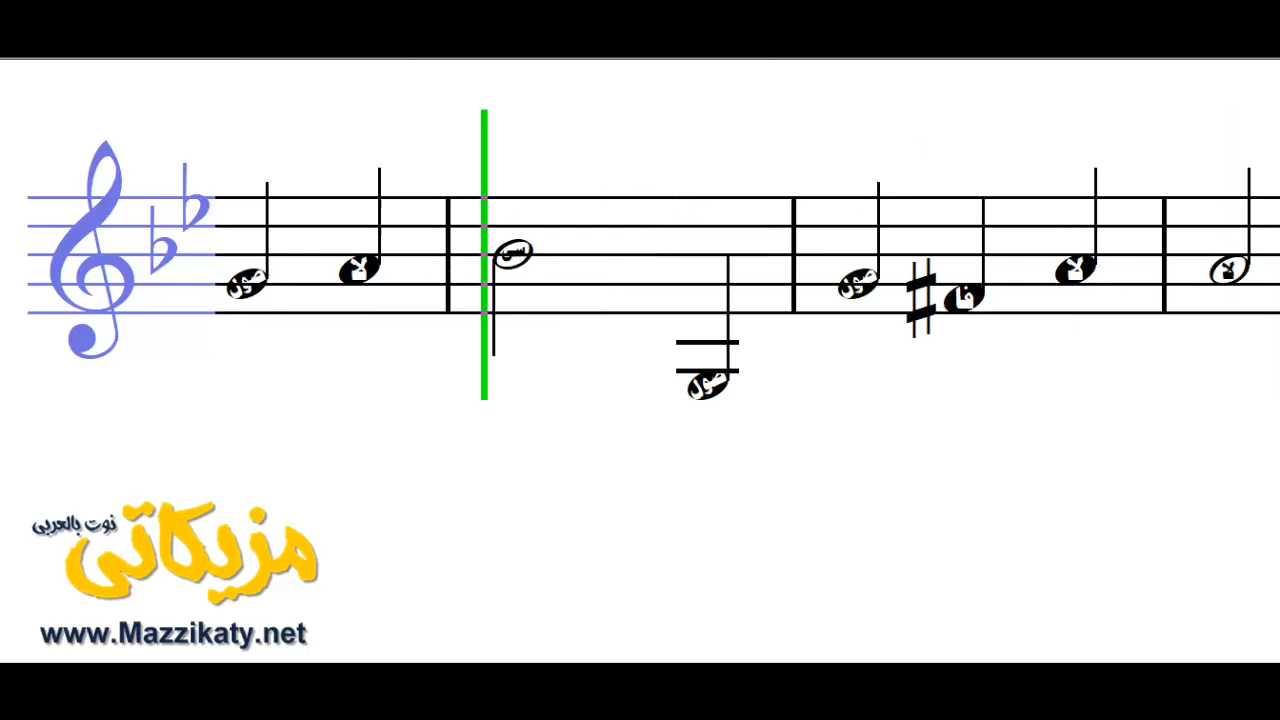 صول لا سي صول صول فا لا لا
نوت بالعربي
مزيكاتي
www.Mazzikaty.net